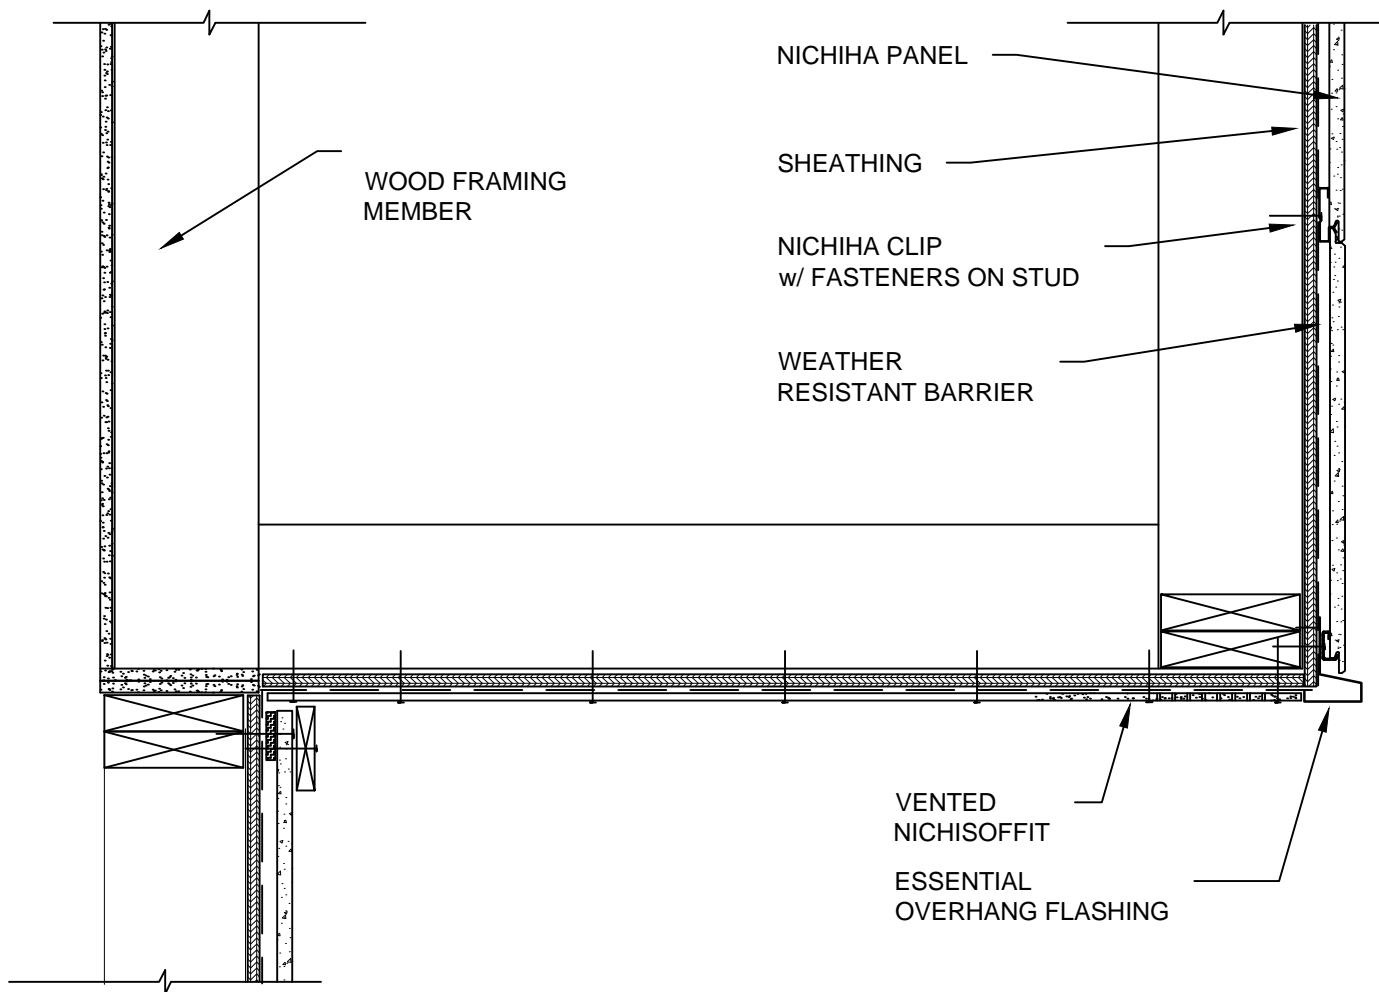 NICHIHA PANEL
SHEATHING
WOOD FRAMING
MEMBER
NICHIHA CLIP
w/ FASTENERS ON STUD
WEATHER
RESISTANT BARRIER
VENTED
NICHISOFFIT
ESSENTIAL
OVERHANG FLASHING